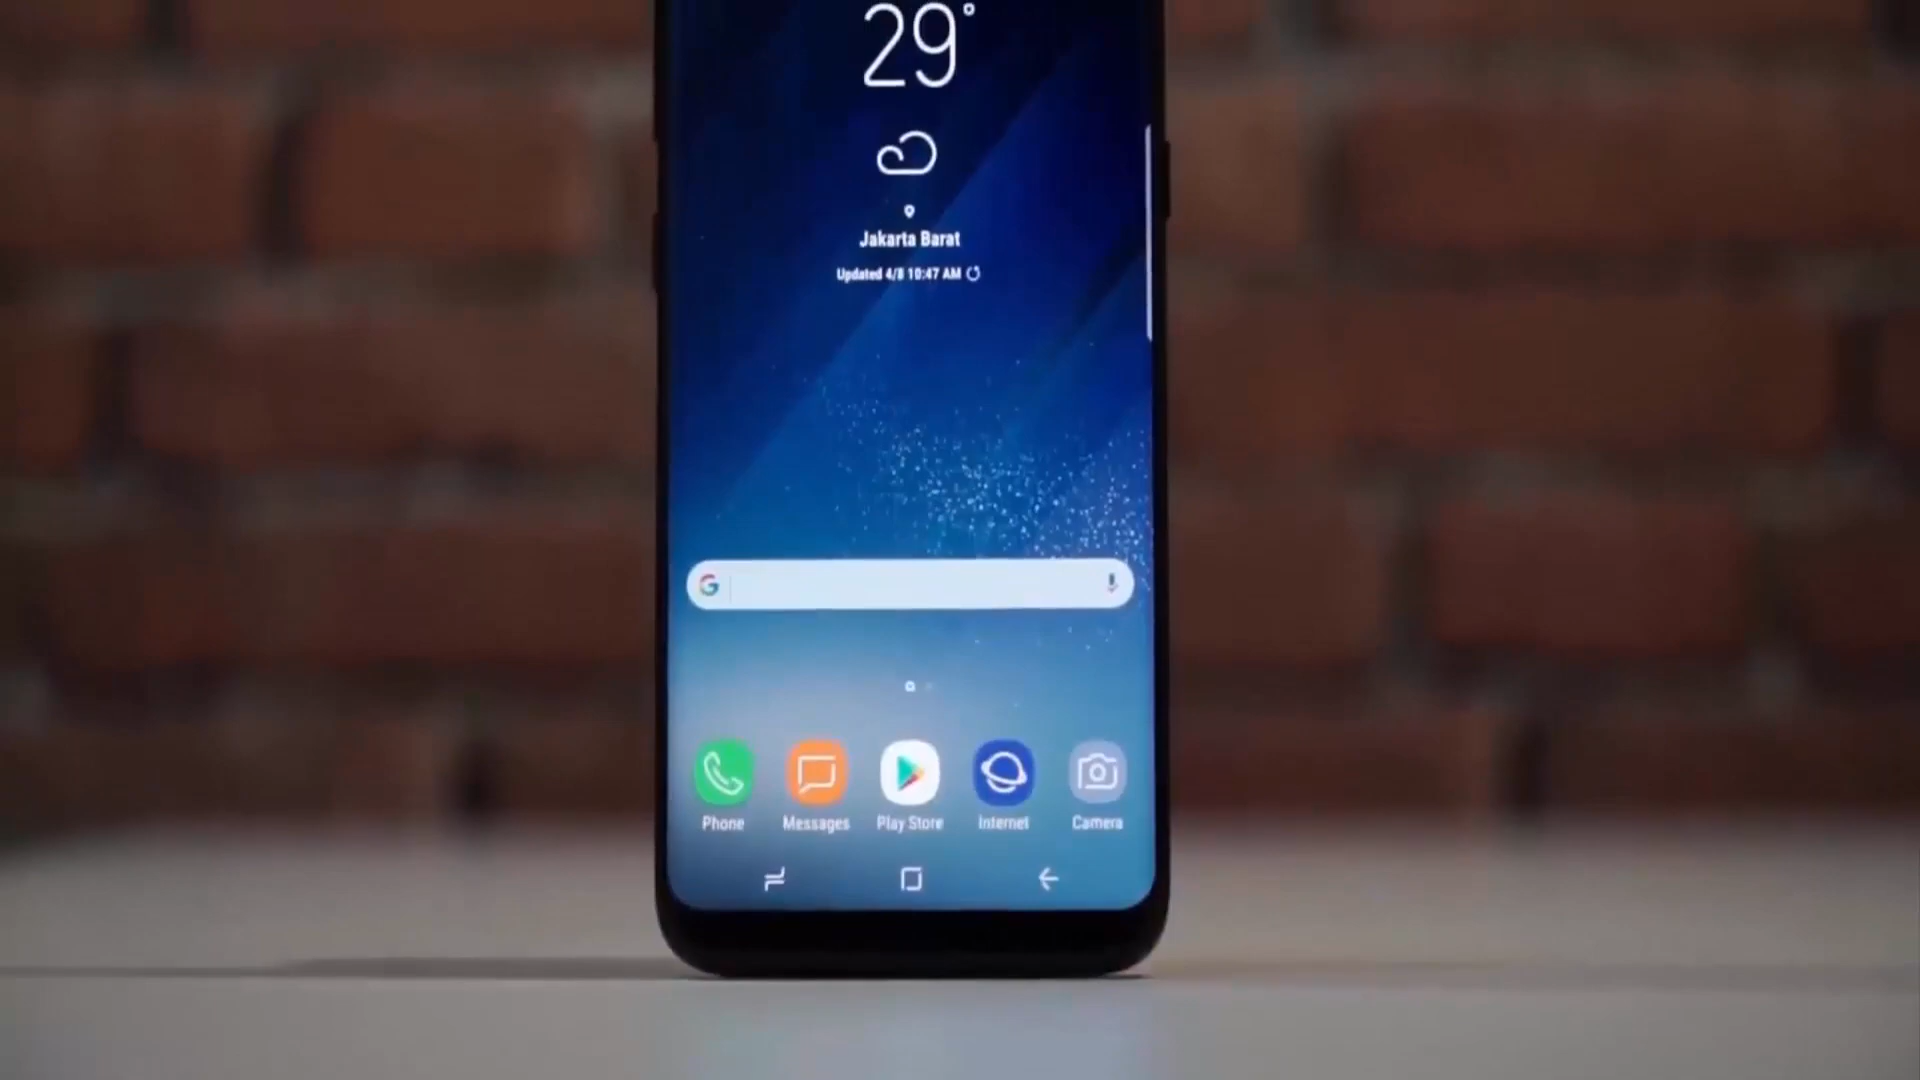 29°
Jakarta Barat
Updated 4/8 10:47 AM
G
Phone Messages Play Store Internet Camera